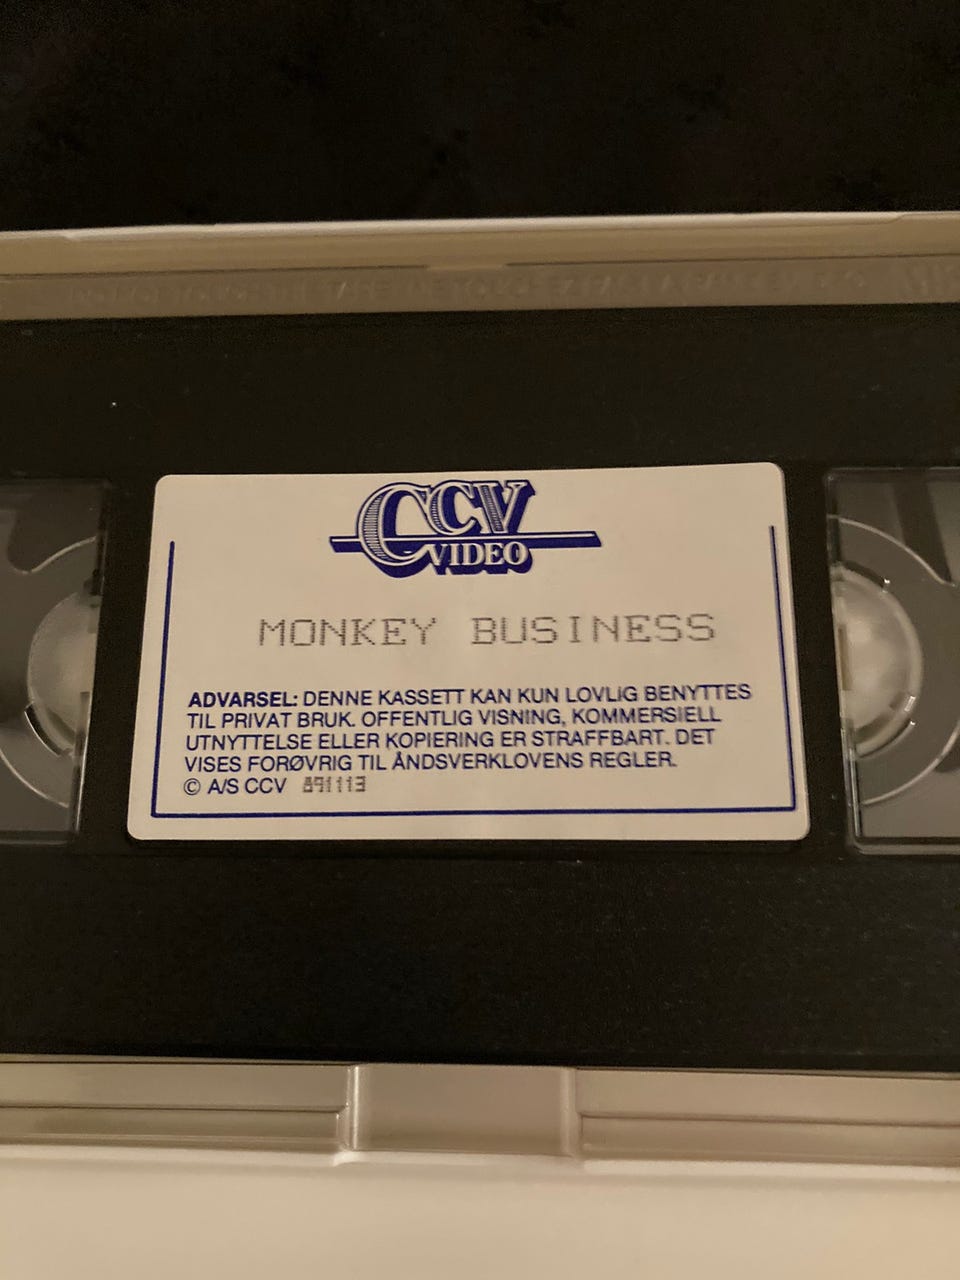 CCV
VIDEO
MONKEY BUSINESS
ADVARSEL: DENNE KASSETT KAN KUN LOVLIG BENYTTES
TIL PRIVAT BRUK. OFFENTLIG VISNING, KOMMERSIELL
UTNYTTELSE ELLER KOPIERING ER STRAFFBART. DET
VISES FORØVRIG TIL ÅNDSVERKLOVENS REGLER.
© A/S CCV 891113